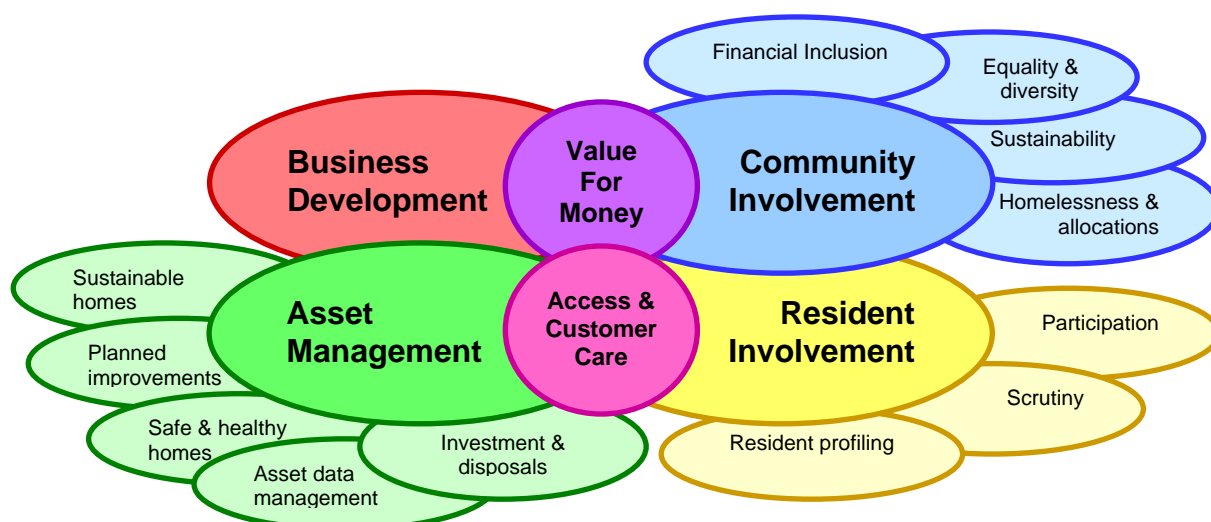 Financial Inclusion
Equality &
diversity
Sustainability
Homelessness &
allocations
Business
Development
Value
For
Money
Community
Involvement
Sustainable
homes
Planned
improvements
Safe & healthy
homes
Asset data
management
Investment &
disposals
Asset
Management
Access &
Customer
Care
Resident
Involvement
Participation
Scrutiny
Resident profiling